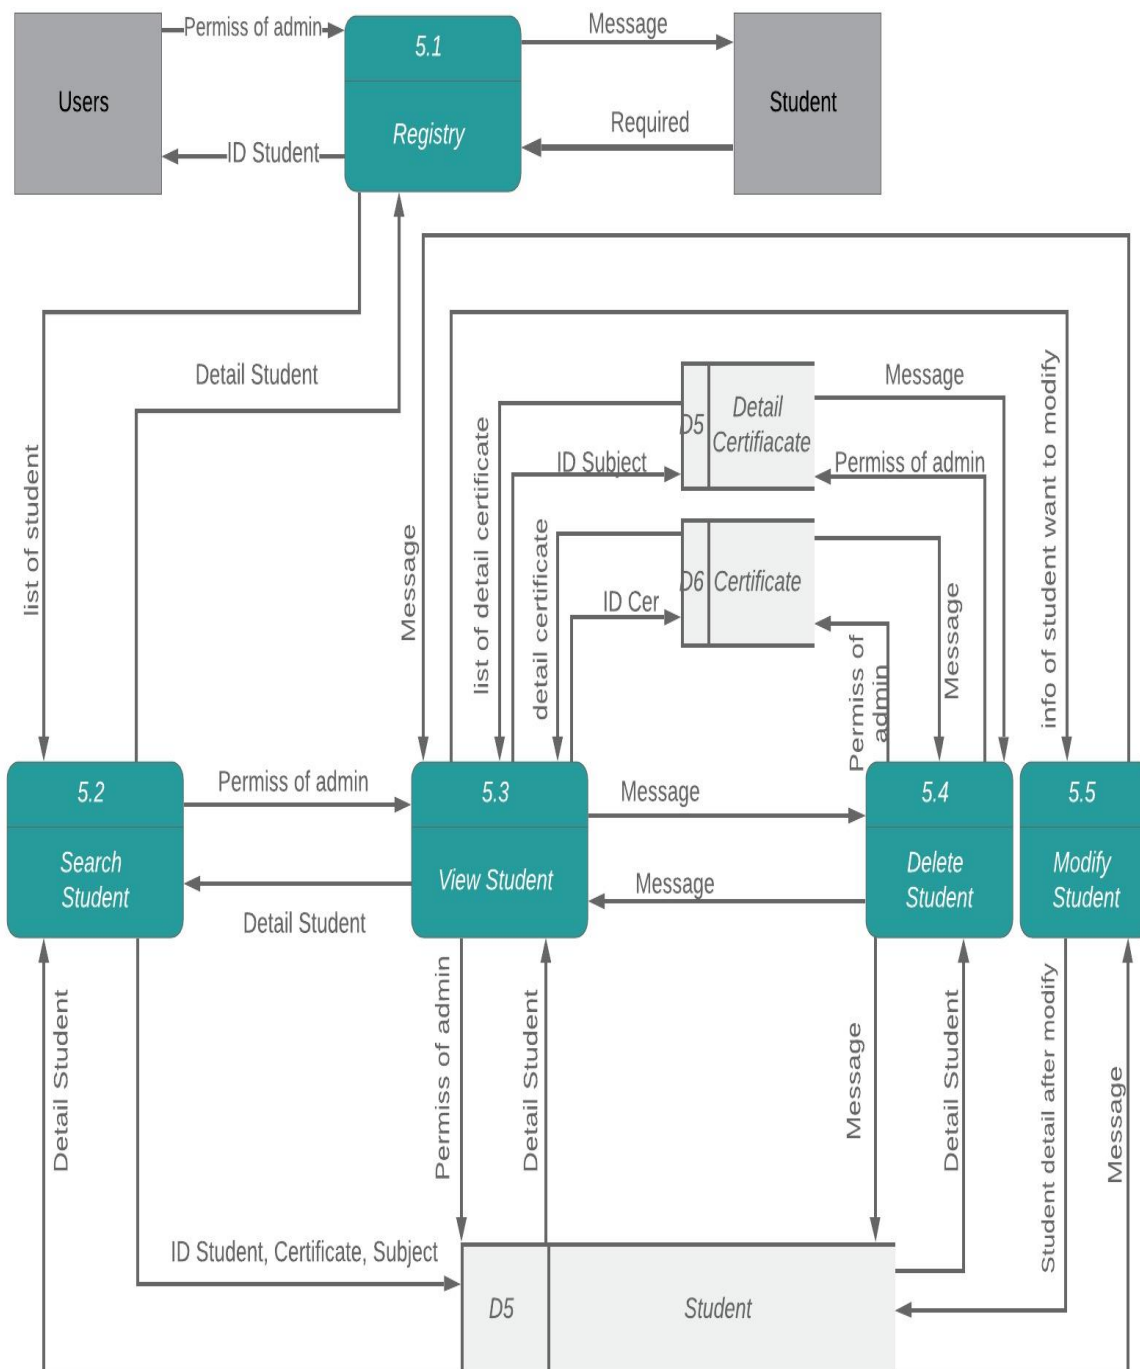 Permiss of admin
5.1
Message
Users
Student
Registry
Required
ID Student
Detail Student
Message
Detail
Certifiacate
D5
ID Subject
Permiss of admin
list of student
Message
list of detail certificate
detail certificate
info of student want to modify
D6
Certificate
ID Cer
Message
Permiss of
admin
5.2
Permiss of admin
5.3
Message
5.4
5.5
Search
Student
View Student
Delete
Student
Modify
Student
Message
Detail Student
Detail Student
Permiss of admin
Detail Student
Message
Detail Student
Student detail after modify
Message
ID Student, Certificate, Subject
D5
Student